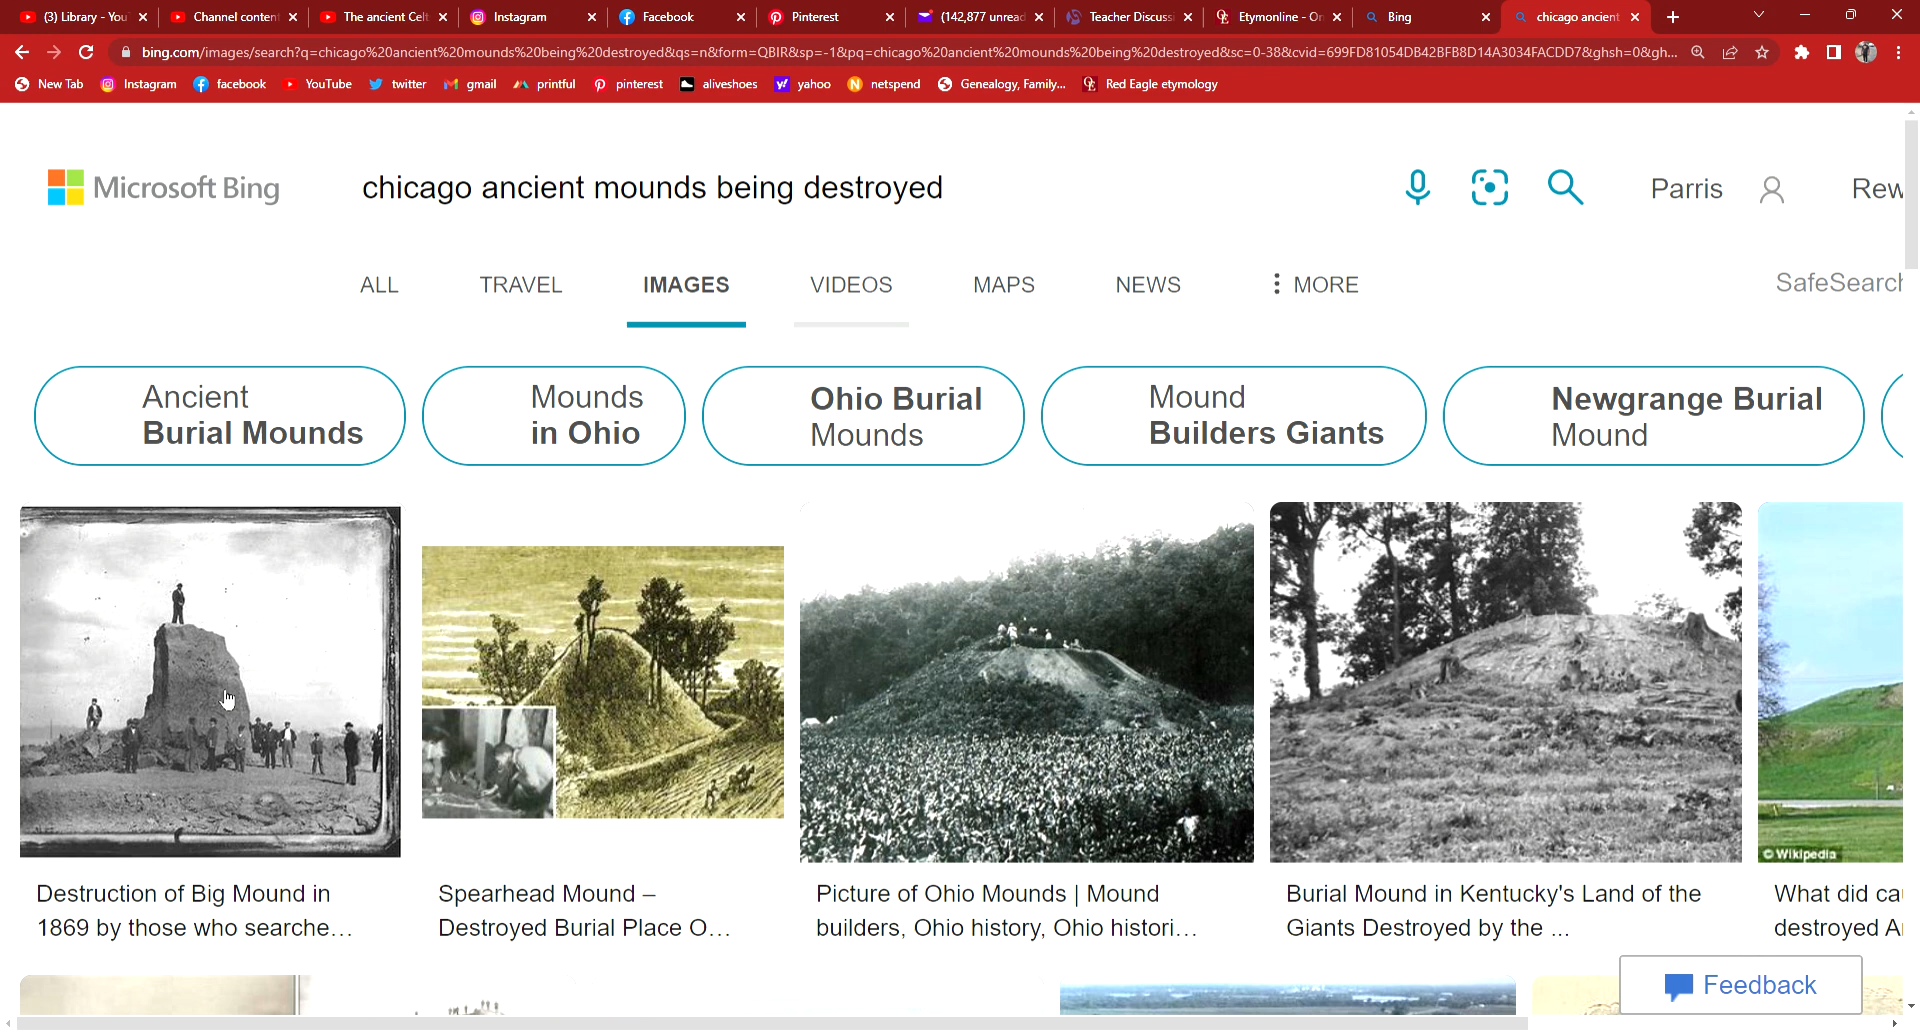 (3) Library - You
Channel conten
The ancient Celt
Instagram
Facebook
Pinterest
(142,877 unread
Teacher Discuss
Etymonline - On
Bing
chicago ancient
bing.com/images/search?q=chicago%20ancient%20mounds%20being%20destroyed&qs=n&form=QBIR&sp=-1&pq=chicago%20ancient%20mounds%20being%20destroyed&sc=0-38&cvid=699FD81054DB42BFB8D14A3034FACDD7&ghsh=0&gh...
New Tab
Instagram
facebook
YouTube
twitter
gmail
printful
pinterest
aliveshoes
yahoo
netspend
Genealogy, Family...
Red Eagle etymology
Microsoft Bing
chicago ancient mounds being destroyed
Parris
Rew
ALL
TRAVEL
IMAGES
VIDEOS
MAPS
NEWS
MORE
SafeSearch
Ancient
Burial Mounds
Mounds
in Ohio
Ohio Burial
Mounds
Mound
Builders Giants
Newgrange Burial
Mound
© Wikipedia
Destruction of Big Mound in
1869 by those who searche...
Spearhead Mound –
Destroyed Burial Place O...
Picture of Ohio Mounds | Mound
builders, Ohio history, Ohio histori...
Burial Mound in Kentucky's Land of the
Giants Destroyed by the ...
What did ca
destroyed A
Feedback